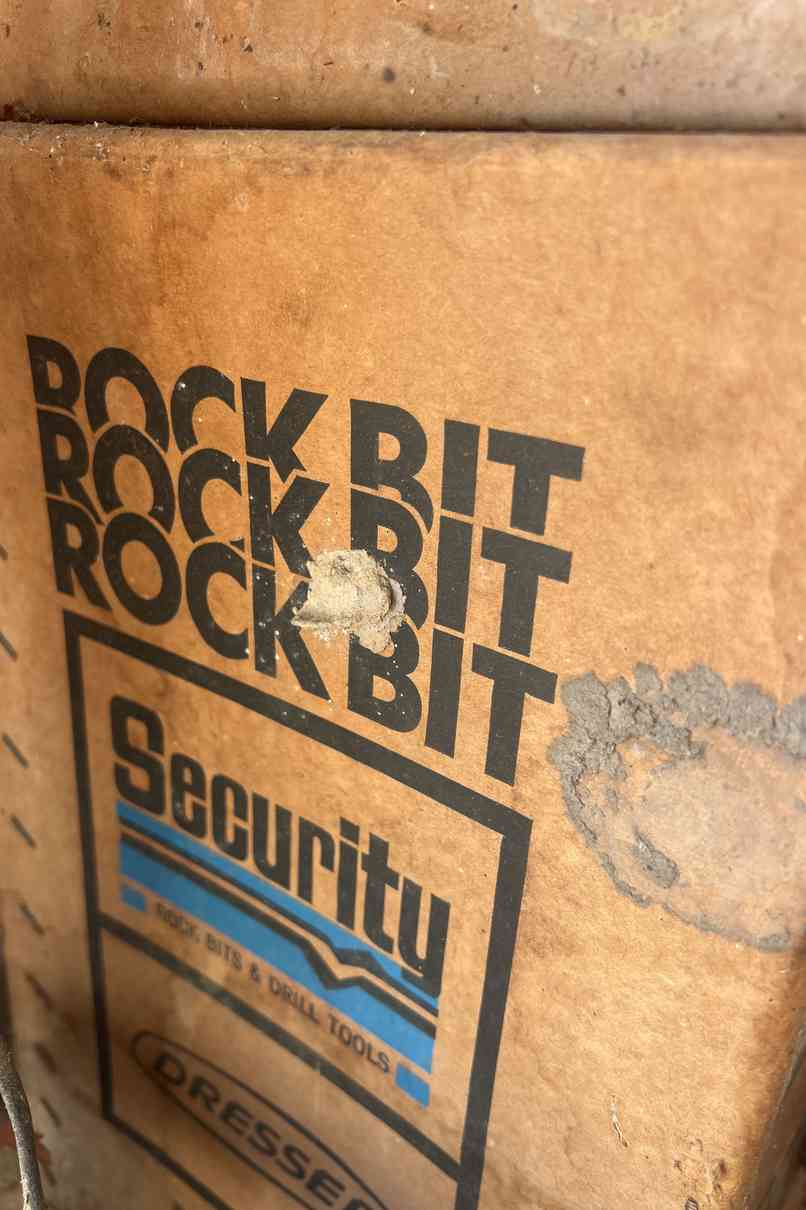 ROCK BIT
ROCK BIT
ROCK BIT
Security
ROCK BITS & DRILL TOOLS
DRESSER